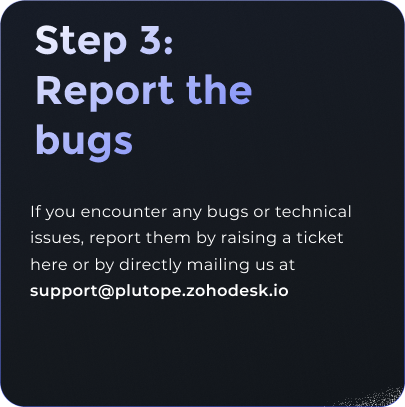 Step 3:
Report the
bugs
If you encounter any bugs or technical
issues, report them by raising a ticket
here or by directly mailing us at
support@plutope.zohodesk.io